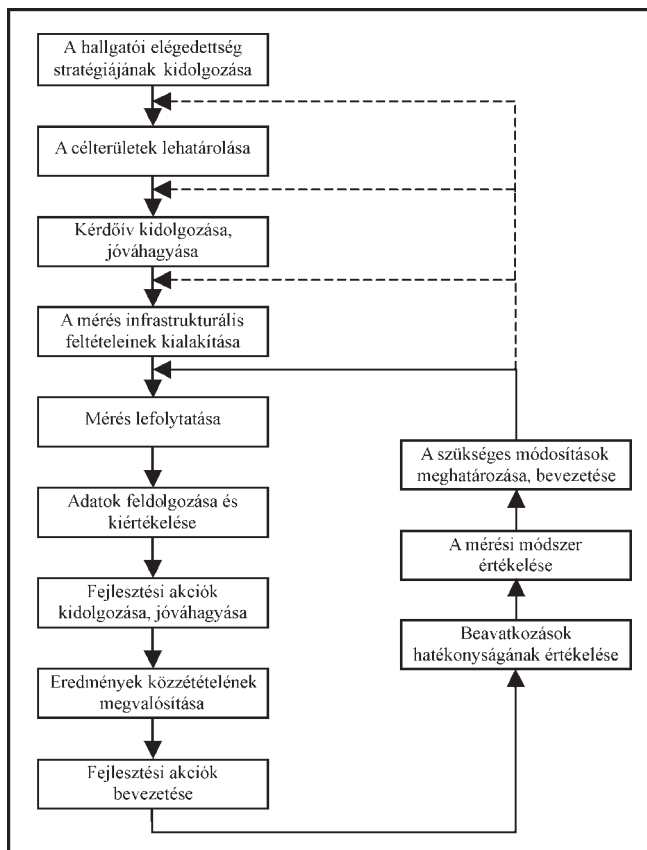 A hallgatói elégedettség
stratégiájának kidolgozása
A célterületek lehatárolása
Kérdőív kidolgozása,
jóváhagyása
A mérés infrastrukturális
feltételeinek kialakítása
Mérés lefolytatása
Adatok feldolgozása és
kiértékelése
Fejlesztési akciók
kidolgozása, jóváhagyása
Eredmények közzétételének
megvalósítása
Fejlesztési akciók
bevezetése
A szükséges módosítások
meghatározása, bevezetése
A mérési módszer
értékelése
Beavatkozások
hatékonyságának értékelése